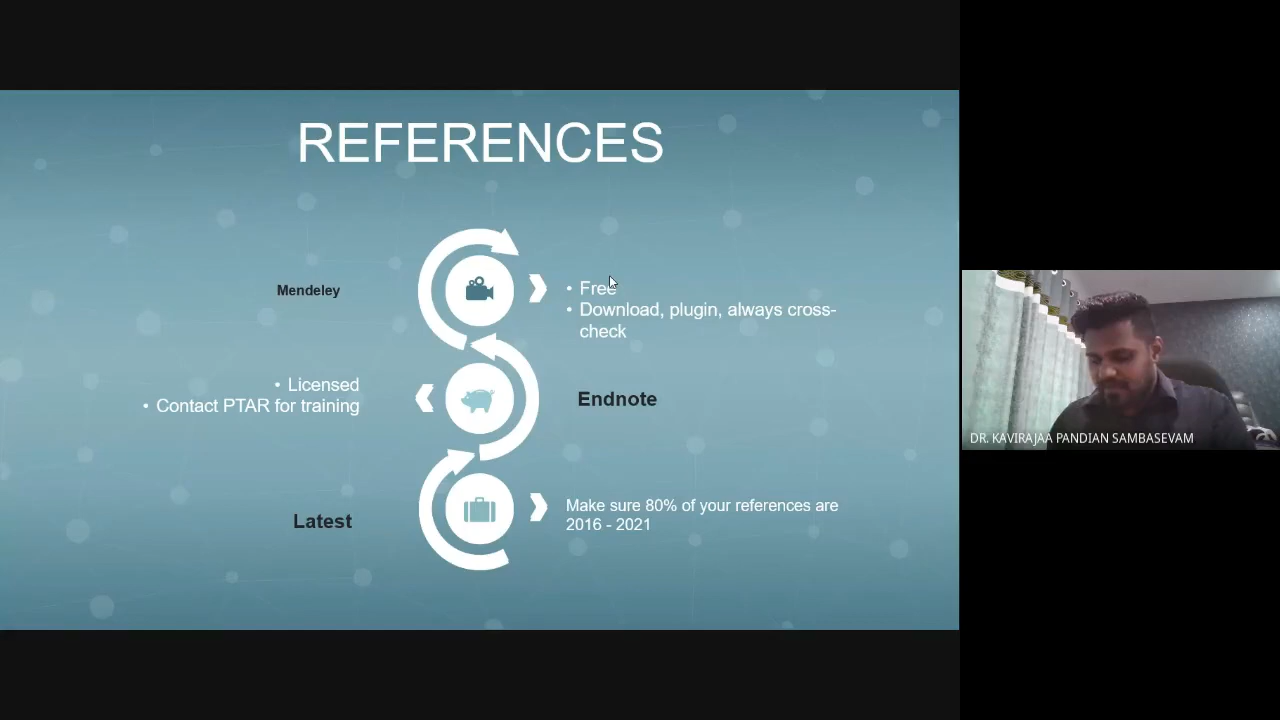 REFERENCES
Mendeley
• Free
• Download, plugin, always cross-
check
• Licensed
• Contact PTAR for training
Endnote
Latest
Make sure 80% of your references are
2016 - 2021
DR. KAVIRAJAA PANDIAN SAMBASEVAM